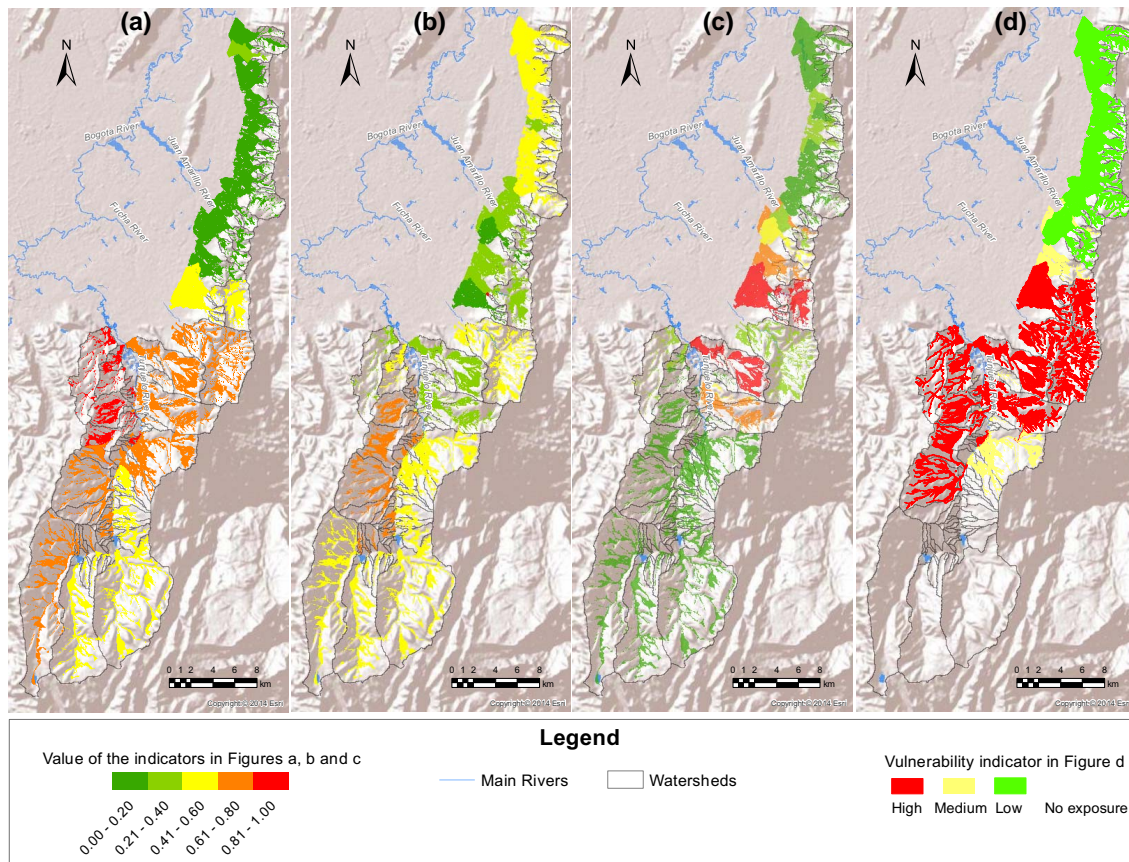 (a)
(b)
(c)
(d)
N
N
N
N
Bogota River
Juan Amarillo River
Fucha River
Bogota River
Juan Amarillo River
Fucha River
Bogota River
Juan Amarillo River
Fucha River
Bogota River
Juan Amarillo River
Fucha River
0 1 2 4 6 8
km
0 1 2 4 6 8
km
0 1 2 4 6 8
km
0 1 2 4 6 8
km
Copyright:© 2014 Esri
Copyright:© 2014 Esri
Copyright:© 2014 Esri
Copyright:© 2014 Esri
Legend
Value of the indicators in Figures a, b and c
0.00 - 0.20
0.21 - 0.40
0.41 - 0.60
0.61 - 0.80
0.81 - 1.00
Main Rivers
Watersheds
Vulnerability indicator in Figure d
High Medium Low No exposure